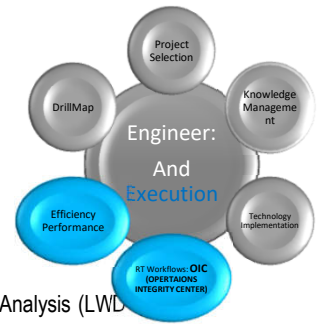 Project
Selection
DrillMap
Knowledge
Manageme
nt
Engineer:
And
Execution
Efficiency
Performance
Technology
Implementation
RT Workflows: OIC
(OPERTAIONS
INTEGRITY CENTER)
Analysis (LWD